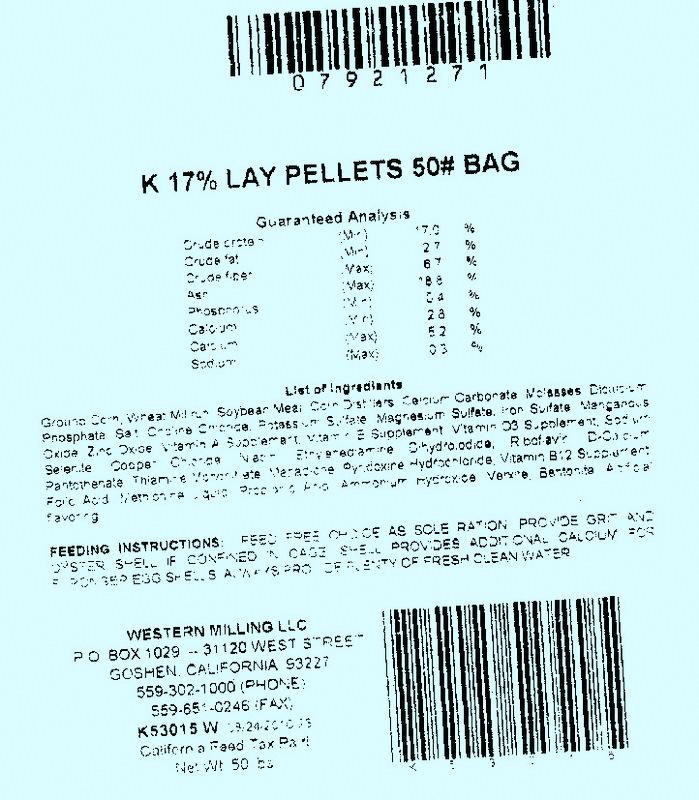 07921271
K 17% LAY PELLETS 50# BAG
Guaranteed Analysis
Crude protein (Min) 17.0 %
Crude fat (Min) 2.7 %
Crude fiber (Max) 6.7 %
Ash (Max) 18.8 %
Phosphorus (Min) 0.4 %
Calcium (Min) 2.8 %
Calcium (Max) 5.2 %
Sodium (Max) 0.3 %
List of Ingredients
Ground Corn, Wheat Millrun, Soybean Meal, Corn Distillers, Calcium Carbonate, Molasses, Dicalcium
Phosphate, Salt, Choline Chloride, Potassium Sulfate, Magnesium Sulfate, Iron Sulfate, Manganous
Oxide, Zinc Oxide, Vitamin A Supplement, Vitamin E Supplement, Vitamin D3 Supplement, Sodium
Selenite, Copper Chloride, Niacin, Ethylenediamine Dihydroiodide, Riboflavin, D-Calcium
Pantothenate, Thiamine Mononitrate, Menadione Pyridoxine Hydrochloride, Vitamin B12 Supplement,
Folic Acid, Methionine Liquid, Propionic Acid, Ammonium Hydroxide, Bentonite, Artificial
flavoring
FEEDING INSTRUCTIONS: FEED FREE CHOICE AS SOLE RATION. PROVIDE GRIT AND
OYSTER SHELL IF CONFINED IN CAGE. SHELL PROVIDES ADDITIONAL CALCIUM FOR
STRONGER EGG SHELLS. ALWAYS PROVIDE PLENTY OF FRESH CLEAN WATER
WESTERN MILLING LLC
P.O. BOX 1029 -- 31120 WEST STREET
GOSHEN, CALIFORNIA 93227
559-302-1000 (PHONE)
559-651-0246 (FAX)
K53015 W
California Feed Tax Paid
Net Wt 50 lbs